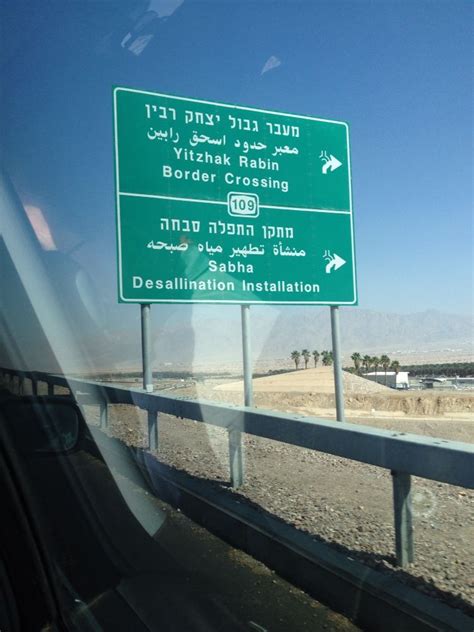 מעבר גבול יצחק רבין
معبر حدود اسحق رابين
Yitzhak Rabin
Border Crossing
109
מתקן התפלה סבחה
منشأة تطهير مياه صبحه
Sabha
Desallination Installation